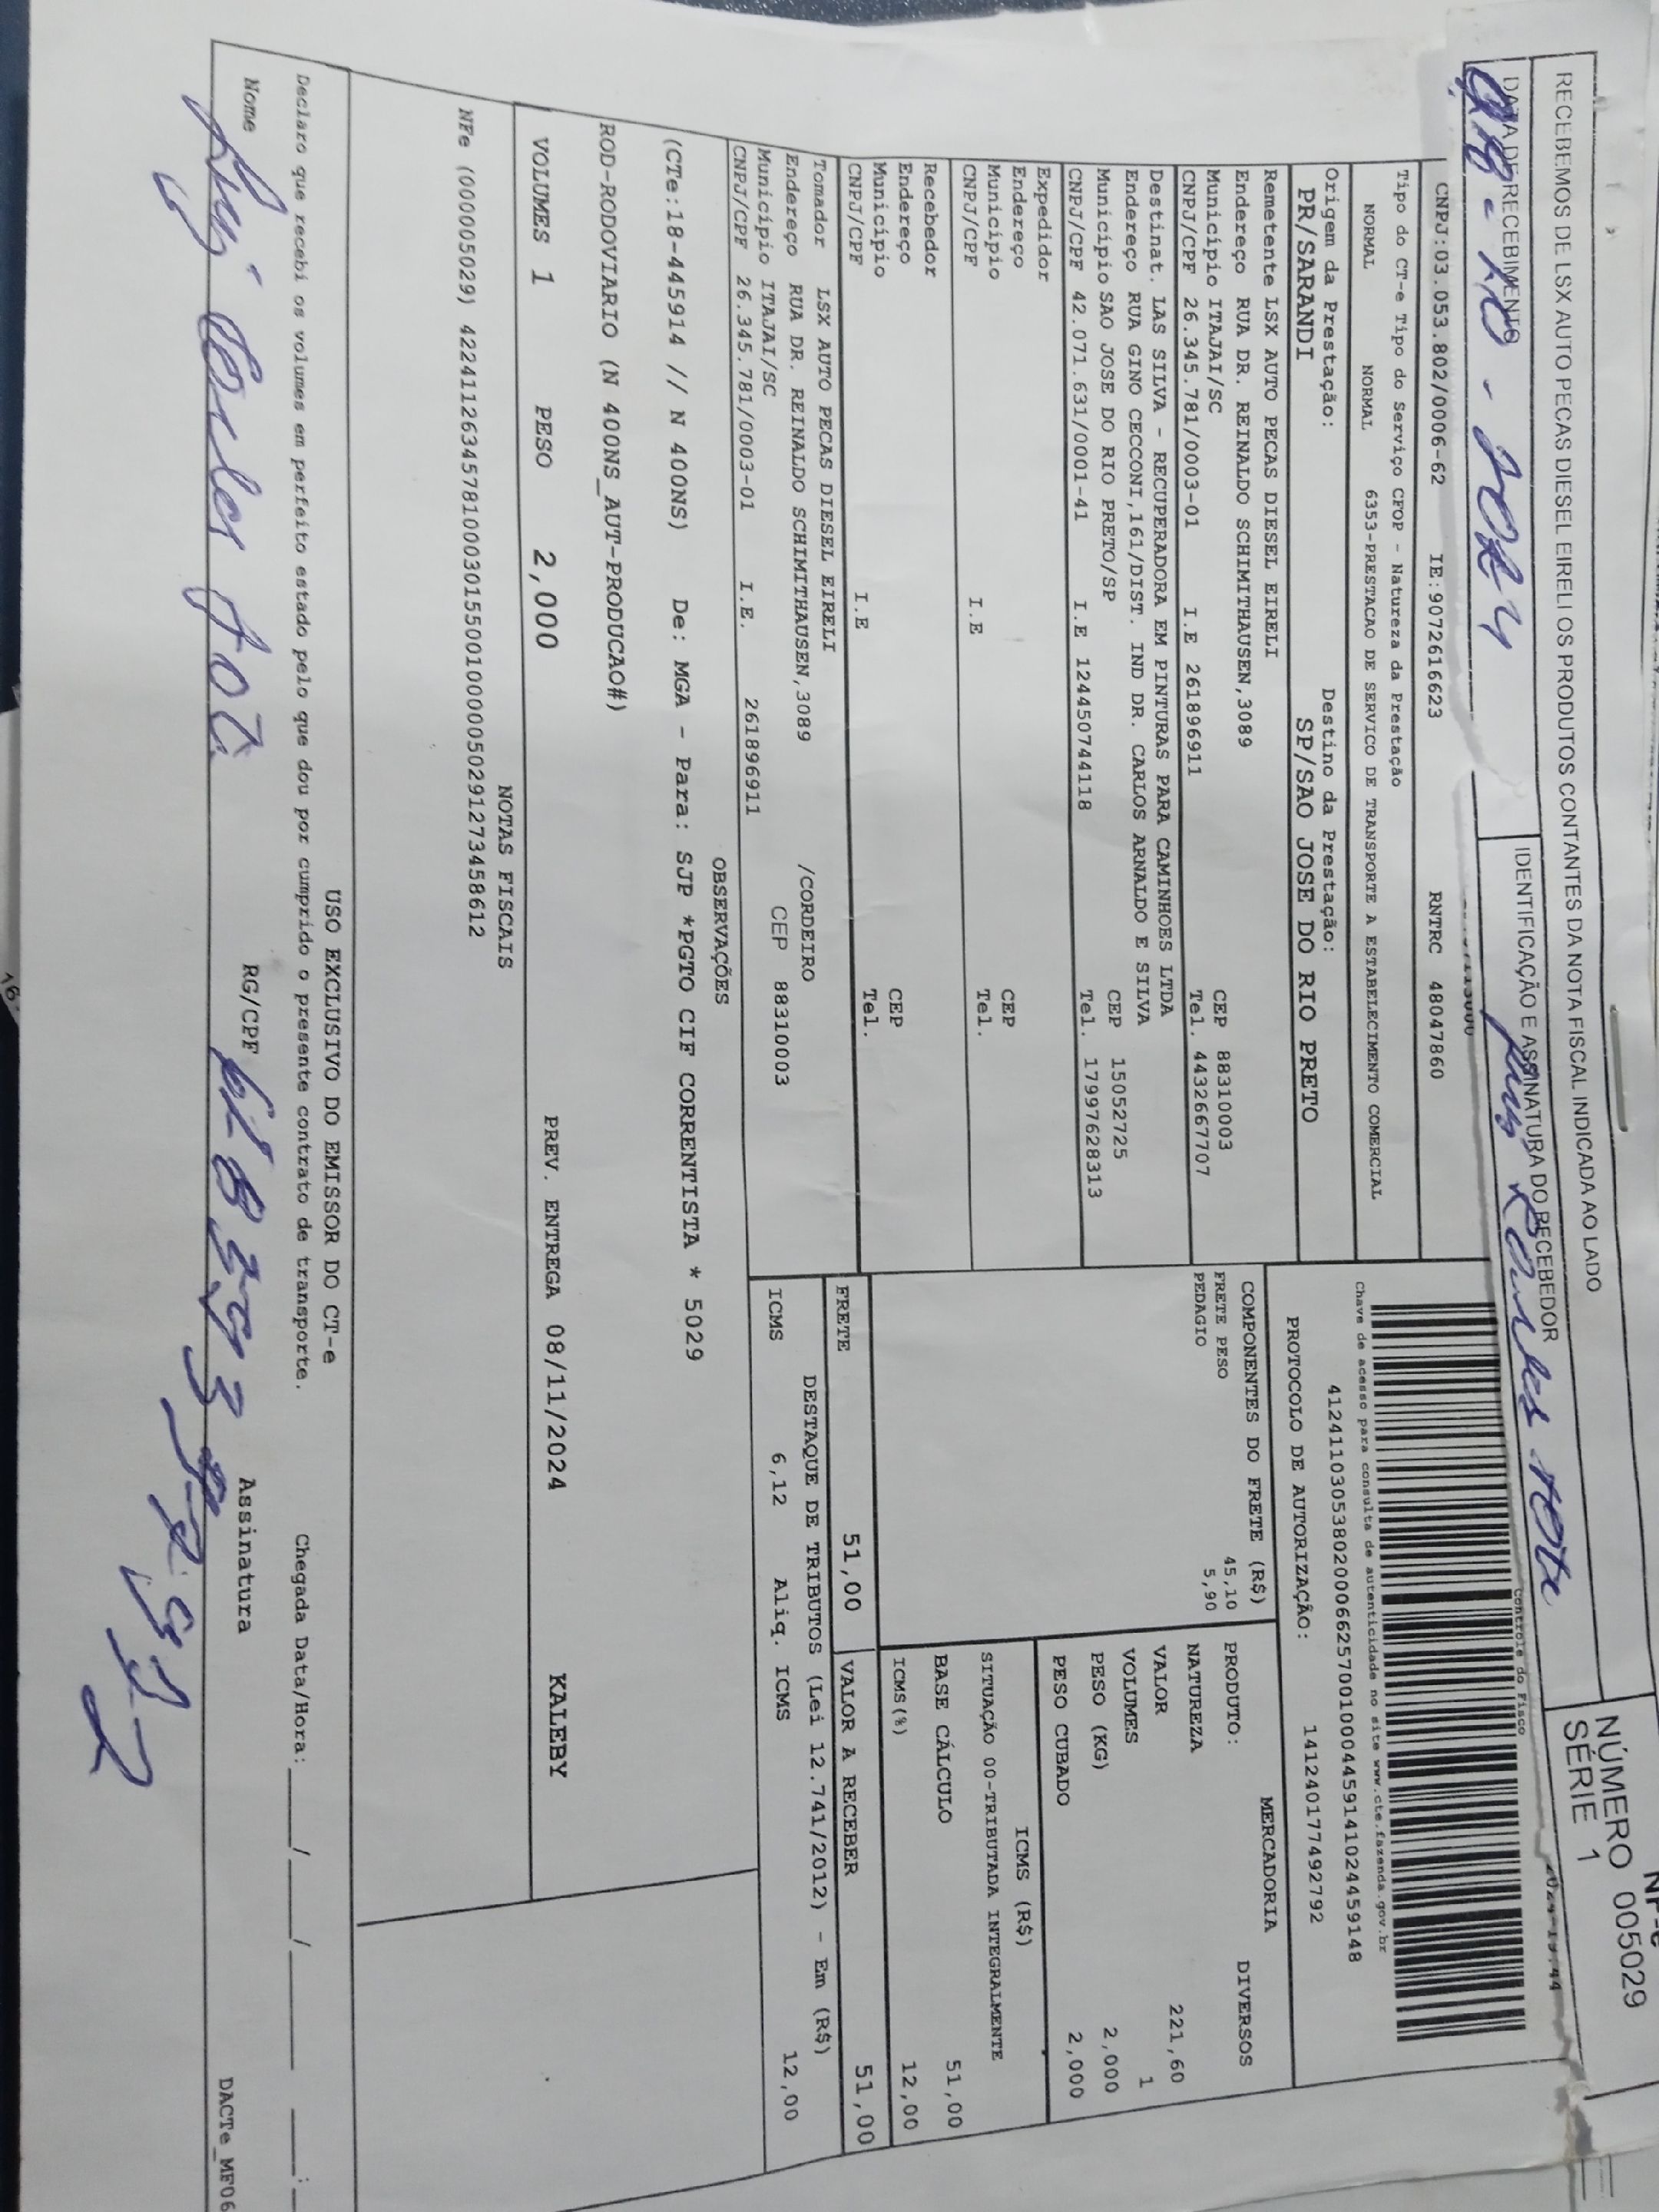 RECEBEMOS DE LSX AUTO PECAS DIESEL EIRELI OS PRODUTOS CONTANTES DA NOTA FISCAL INDICADA AO LADO
NÚMERO 005029
SÉRIE 1
DATA DE RECEBIMENTO
IDENTIFICAÇÃO E ASSINATURA DO RECEBEDOR
Controle do Fisco
CNPJ:03.053.802/0006-62 IE:9072616623 RNTRC 48047860
Tipo do CT-e Tipo do Serviço CFOP - Natureza da Prestação
NORMAL NORMAL 6353-PRESTACAO DE SERVICO DE TRANSPORTE A ESTABELECIMENTO COMERCIAL
Chave de acesso para consulta de autenticidade no site www.cte.fazenda.gov.br
41241103053802000662570010004459141024459148
Origem da Prestação: Destino da Prestação:
PR/SARANDI SP/SAO JOSE DO RIO PRETO
PROTOCOLO DE AUTORIZAÇÃO: 141240177492792
Remetente LSX AUTO PECAS DIESEL EIRELI
Endereço RUA DR. REINALDO SCHIMITHAUSEN,3089
Município ITAJAI/SC CEP 88310003
CNPJ/CPF 26.345.781/0003-01 I.E 261896911 Tel. 4432667707
Destinat. LAS SILVA - RECUPERADORA EM PINTURAS PARA CAMINHOES LTDA
Endereço RUA GINO CECCONI,161/DIST. IND DR. CARLOS ARNALDO E SILVA
Município SAO JOSE DO RIO PRETO/SP CEP 15052725
CNPJ/CPF 42.071.631/0001-41 I.E 124450744118 Tel. 17997628313
Expedidor
Endereço
Município CEP
CNPJ/CPF I.E Tel.
Recebedor
Endereço
Município CEP
CNPJ/CPF I.E Tel.
Tomador LSX AUTO PECAS DIESEL EIRELI
Endereço RUA DR. REINALDO SCHIMITHAUSEN,3089 /CORDEIRO
Município ITAJAI/SC CEP 88310003
CNPJ/CPF 26.345.781/0003-01 I.E. 261896911
COMPONENTES DO FRETE (R$)
FRETE PESO 45,10
PEDAGIO 5,90
MERCADORIA
PRODUTO: DIVERSOS
NATUREZA
VALOR 221,60
VOLUMES 1
PESO (KG) 2,000
PESO CUBADO 2,000
ICMS (R$)
SITUAÇÃO 00-TRIBUTADA INTEGRALMENTE
BASE CÁLCULO 51,00
ICMS(%) 12,00
FRETE 51,00 VALOR A RECEBER 51,00
DESTAQUE DE TRIBUTOS (Lei 12.741/2012) - Em (R$)
ICMS 6,12 Aliq. ICMS 12,00
OBSERVAÇÕES
(CTe:18-445914 // N 400NS) De: MGA - Para: SJP *PGTO CIF CORRENTISTA * 5029
ROD-RODOVIARIO (N 400NS_AUT-PRODUCAO#)
VOLUMES 1 PESO 2,000 PREV. ENTREGA 08/11/2024 KALEBY
NOTAS FISCAIS
NFe (000005029) 42241126345781000301550010000050291273458612
USO EXCLUSIVO DO EMISSOR DO CT-e
Declaro que recebi os volumes em perfeito estado pelo que dou por cumprido o presente contrato de transporte. Chegada Data/Hora:____/____/______ ____:__
Nome RG/CPF Assinatura
DACTe_MF06